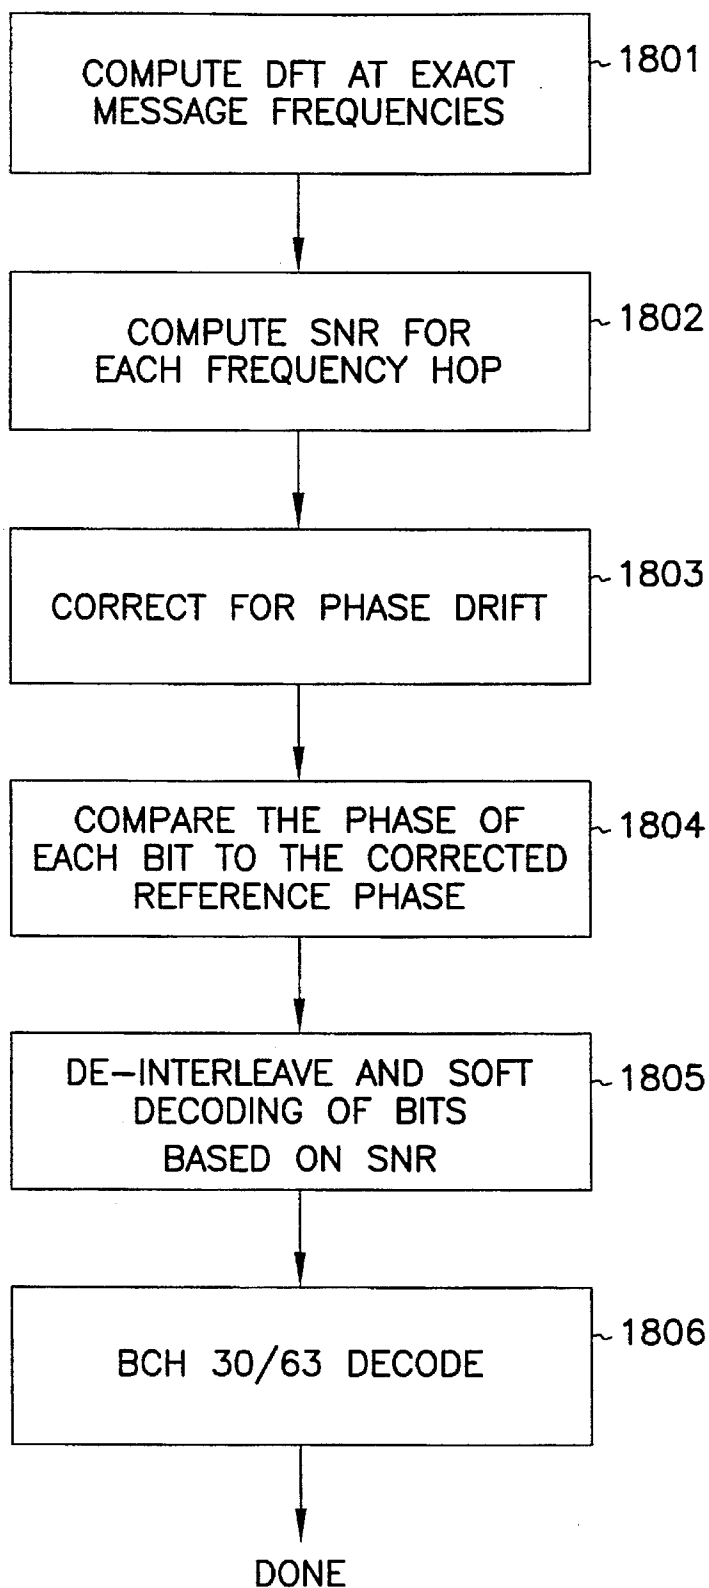 COMPUTE DFT AT EXACT
MESSAGE FREQUENCIES
1801
COMPUTE SNR FOR
EACH FREQUENCY HOP
1802
CORRECT FOR PHASE DRIFT
1803
COMPARE THE PHASE OF
EACH BIT TO THE CORRECTED
REFERENCE PHASE
1804
DE-INTERLEAVE AND SOFT
DECODING OF BITS
BASED ON SNR
1805
BCH 30/63 DECODE
1806
DONE